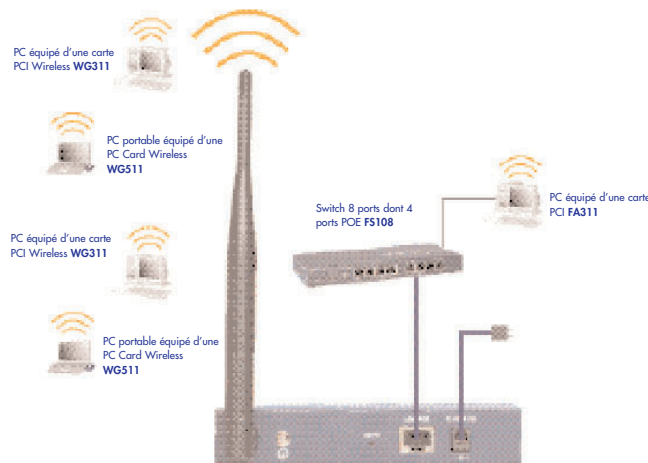 PC équipé d'une carte
PCI Wireless WG311
PC portable équipé d'une
PC Card Wireless
WG511
PC équipé d'une carte
PCI Wireless WG311
PC portable équipé d'une
PC Card Wireless
WG511
Switch 8 ports dont 4
ports POE FS108
PC équipé d'une carte
PCI FA311